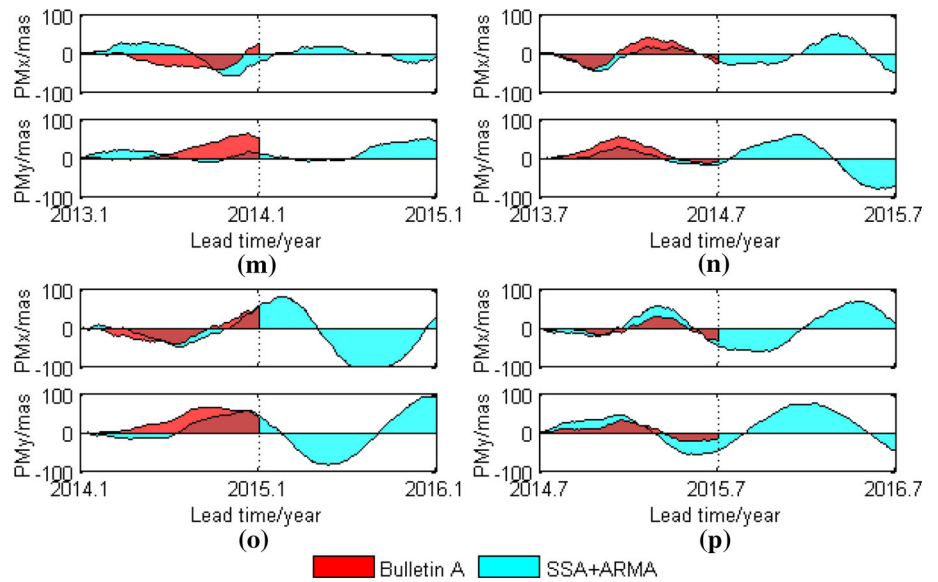 PMx/mas
100
0
-100
PMy/mas
100
0
-100
2013.1 2014.1 2015.1
Lead time/year
(m)
PMx/mas
100
0
-100
PMy/mas
100
0
-100
2013.7 2014.7 2015.7
Lead time/year
(n)
PMx/mas
100
0
-100
PMy/mas
100
0
-100
2014.1 2015.1 2016.1
Lead time/year
(o)
PMx/mas
100
0
-100
PMy/mas
100
0
-100
2014.7 2015.7 2016.7
Lead time/year
(p)
Bulletin A SSA+ARMA